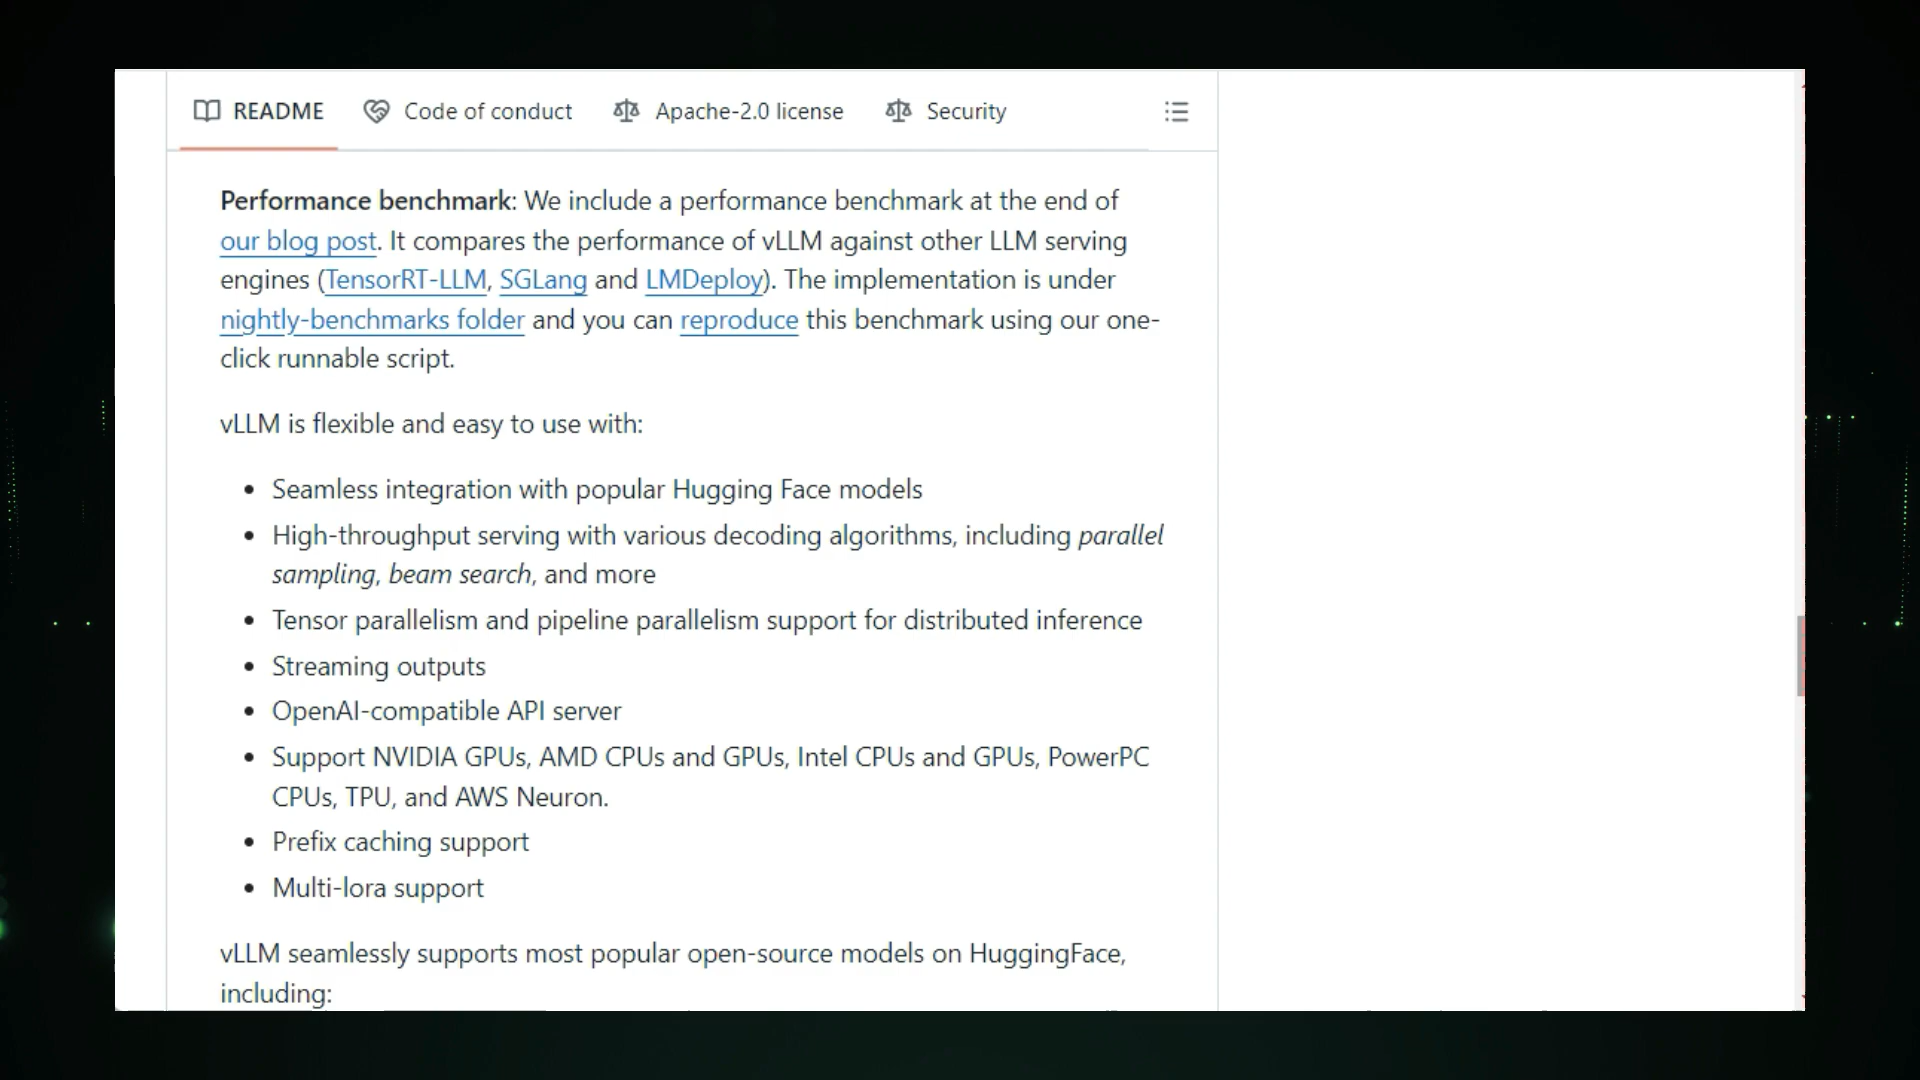 README Code of conduct Apache-2.0 license Security
Performance benchmark: We include a performance benchmark at the end of
our blog post. It compares the performance of vLLM against other LLM serving
engines (TensorRT-LLM, SGLang and LMDeploy). The implementation is under
nightly-benchmarks folder and you can reproduce this benchmark using our one-
click runnable script.
vLLM is flexible and easy to use with:
• Seamless integration with popular Hugging Face models
• High-throughput serving with various decoding algorithms, including parallel
sampling, beam search, and more
• Tensor parallelism and pipeline parallelism support for distributed inference
• Streaming outputs
• OpenAI-compatible API server
• Support NVIDIA GPUs, AMD CPUs and GPUs, Intel CPUs and GPUs, PowerPC
CPUs, TPU, and AWS Neuron.
• Prefix caching support
• Multi-lora support
vLLM seamlessly supports most popular open-source models on HuggingFace,
including: